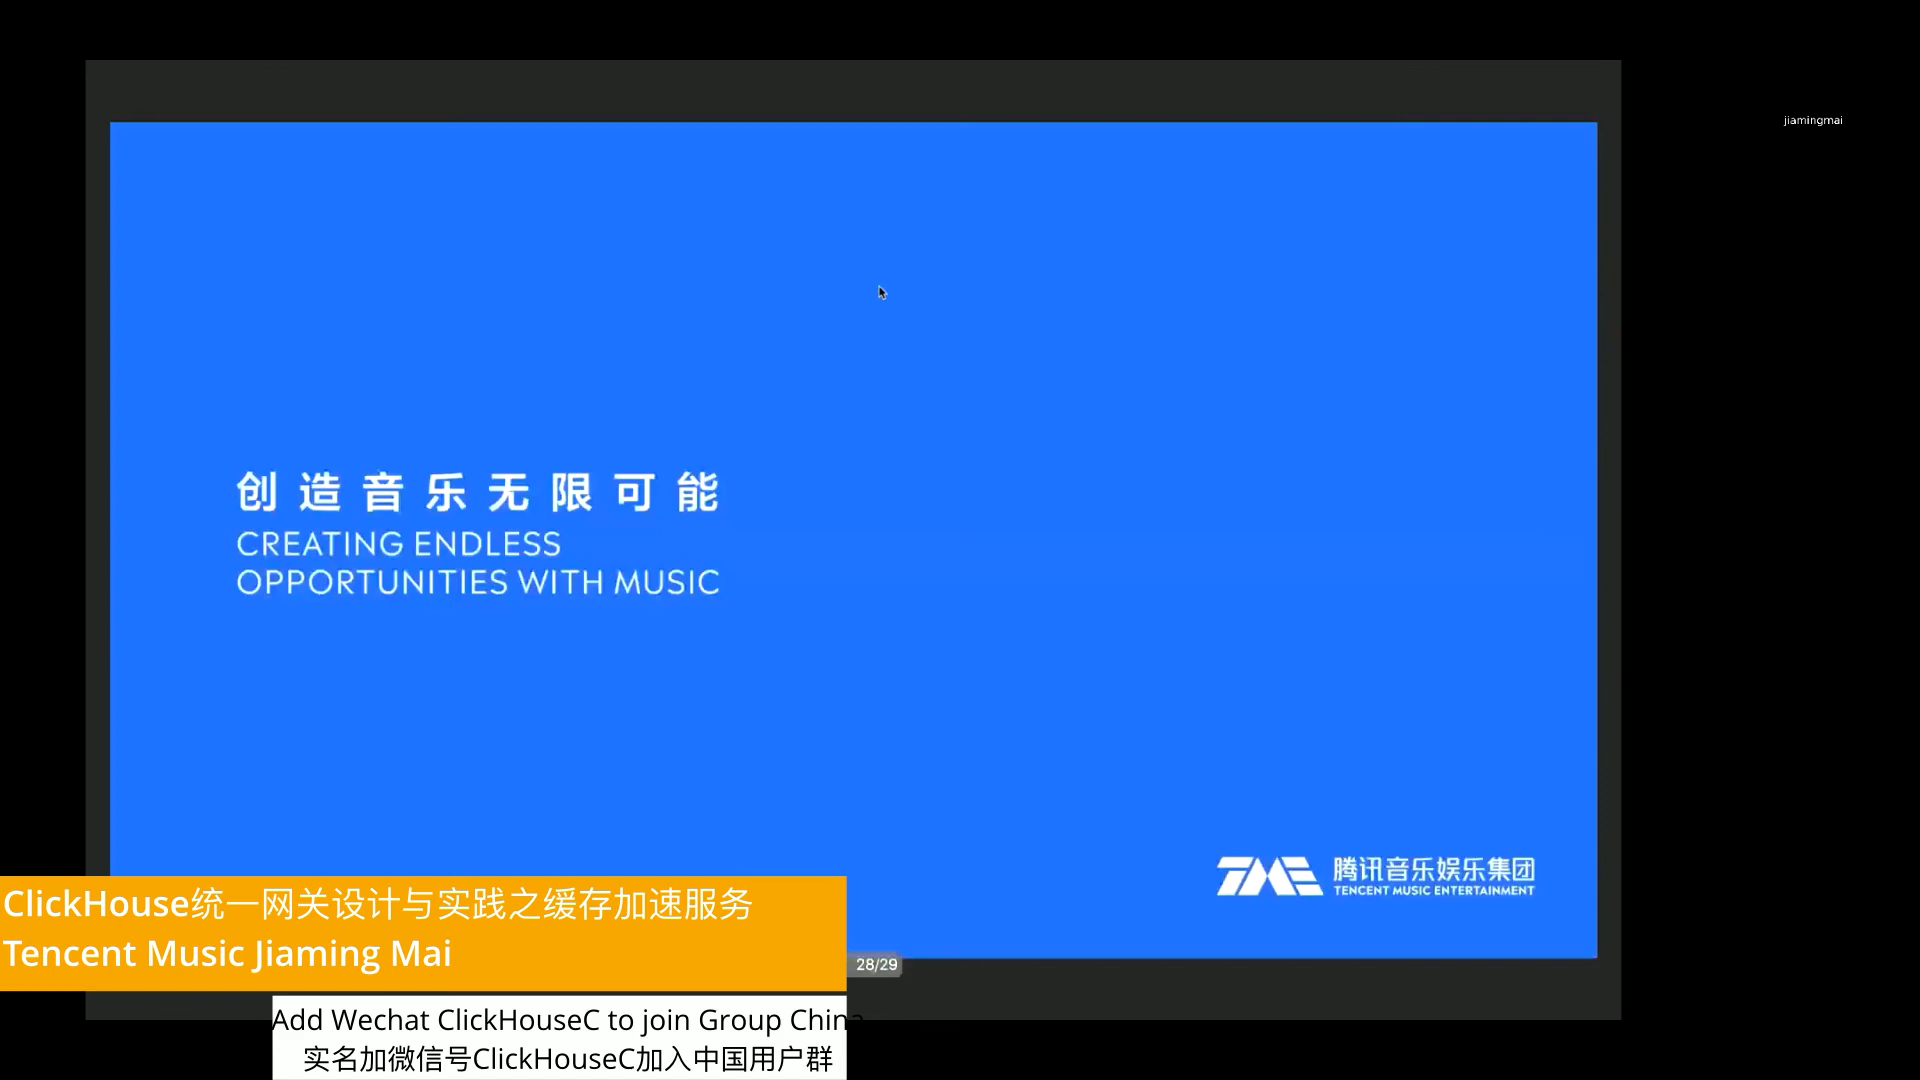 jiamingmai
创造音乐无限可能
CREATING ENDLESS
OPPORTUNITIES WITH MUSIC
TME 腾讯音乐娱乐集团
TENCENT MUSIC ENTERTAINMENT
ClickHouse统一网关设计与实践之缓存加速服务
Tencent Music Jiaming Mai
28/29
Add Wechat ClickHouseC to join Group China
实名加微信号ClickHouseC加入中国用户群